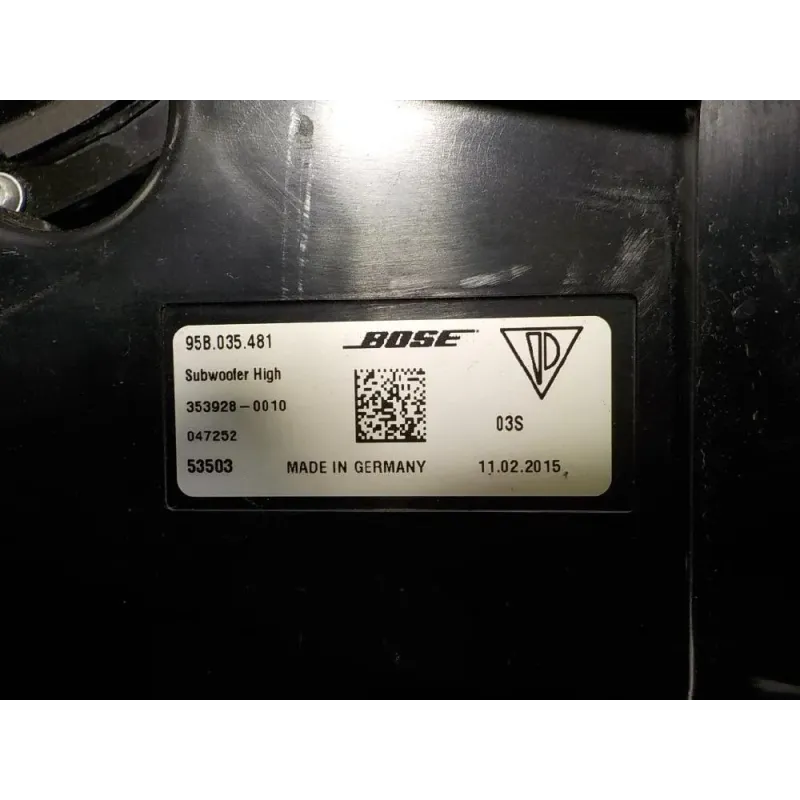 95B.035.481
BOSE
Subwoofer High
353928-0010
047252
03S
53503
MADE IN GERMANY
11.02.2015